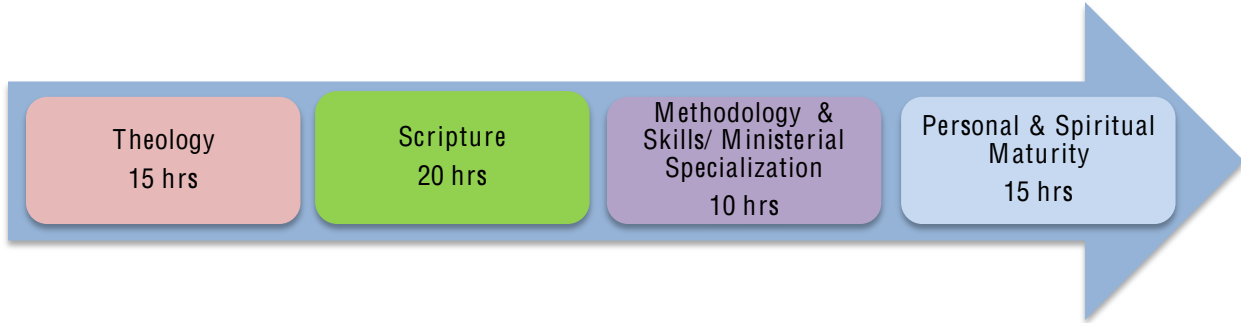 Theology
15 hrs
Scripture
20 hrs
Methodology &
Skills/ Ministerial
Specialization
10 hrs
Personal & Spiritual
Maturity
15 hrs